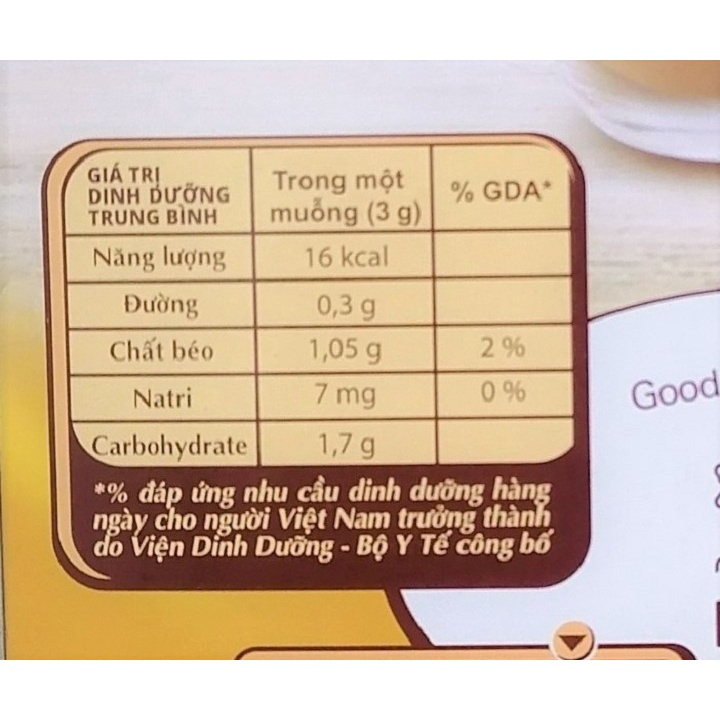 GIÁ TRỊ
DINH DƯỠNG
TRUNG BÌNH
Trong một
muỗng (3 g)
% GDA*
Năng lượng 16 kcal
Đường 0,3 g
Chất béo 1,05 g 2 %
Natri 7 mg 0 %
Carbohydrate 1,7 g
*% đáp ứng nhu cầu dinh dưỡng hàng
ngày cho người Việt Nam trưởng thành
do Viện Dinh Dưỡng - Bộ Y Tế công bố
Good